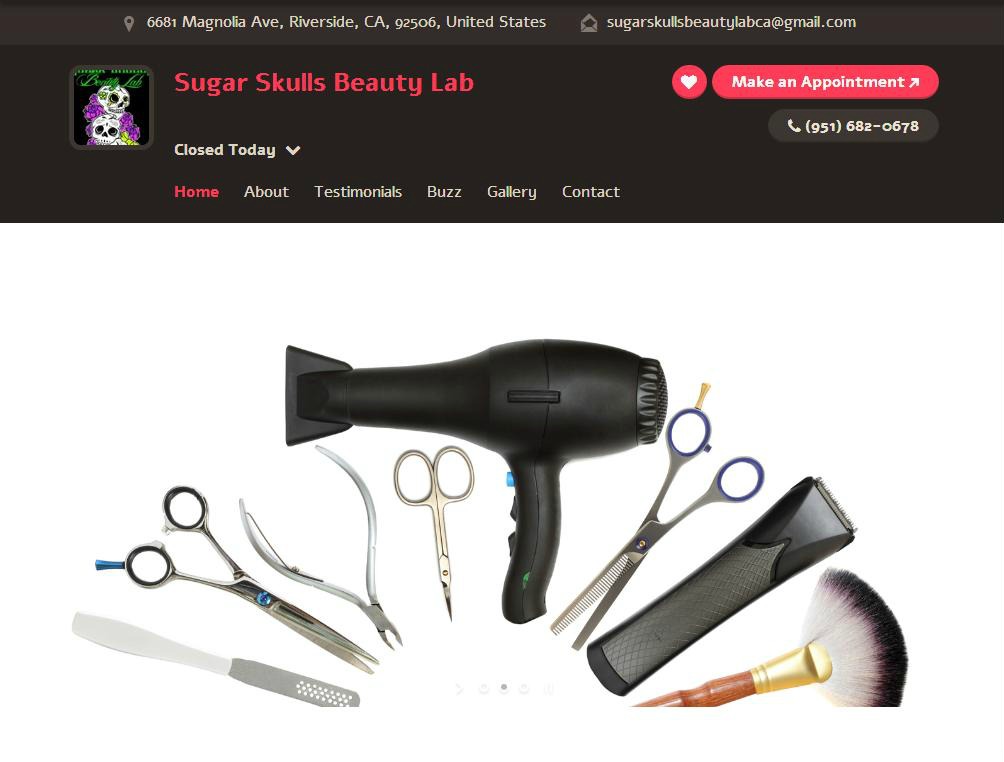 6681 Magnolia Ave, Riverside, CA, 92506, United States
sugarskullsbeautylabca@gmail.com
Beauty Lab
Sugar Skulls Beauty Lab
Make an Appointment
(951) 682-0678
Closed Today
Home About Testimonials Buzz Gallery Contact